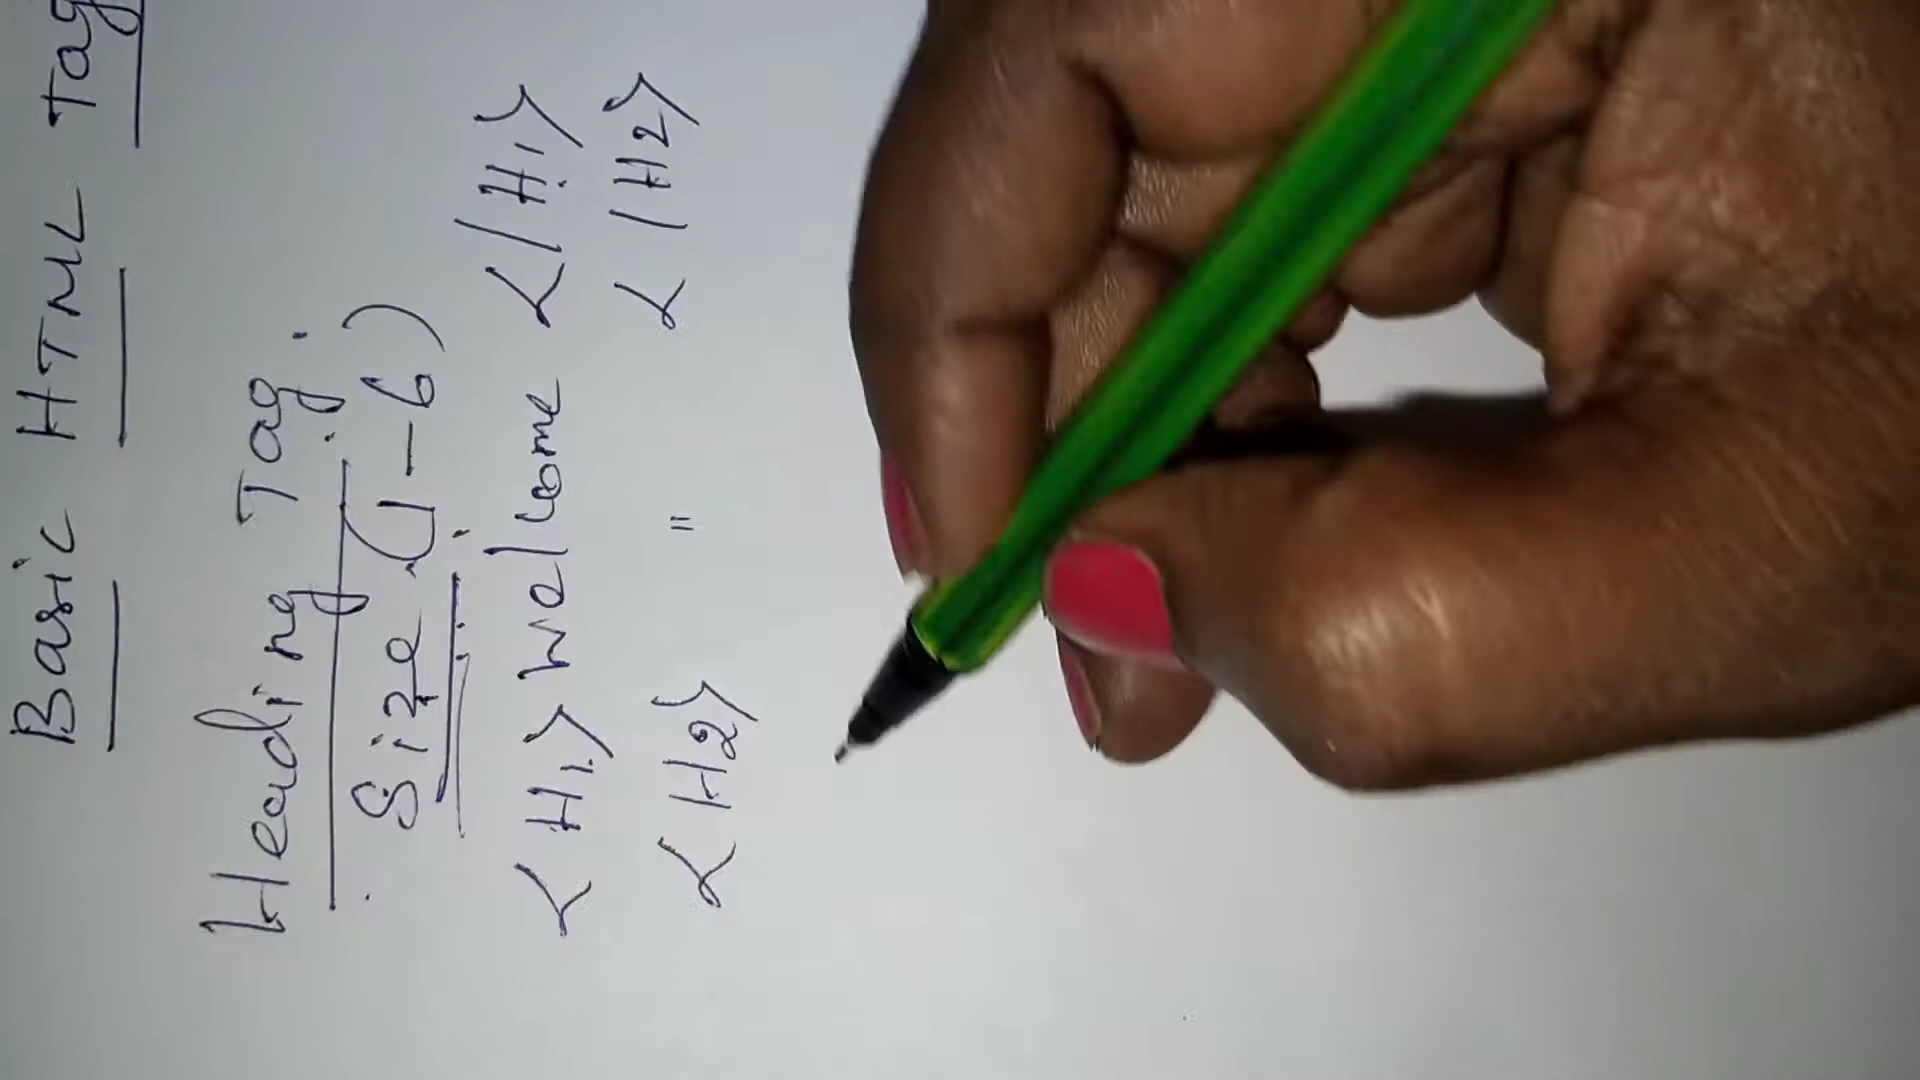 Basic HTML Tag
Heading Tag.
Size (1-6)
<H1> Welcome </H1>
<H2> " </H2>